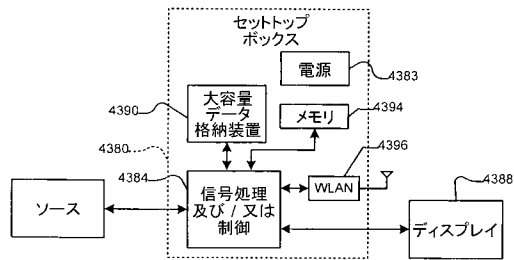 セットトップ
ボックス
電源
4383
4390
大容量
データ
格納装置
メモリ
4394
4380
4384
4396
信号処理
及び / 又は
制御
WLAN
4388
ソース
ディスプレイ